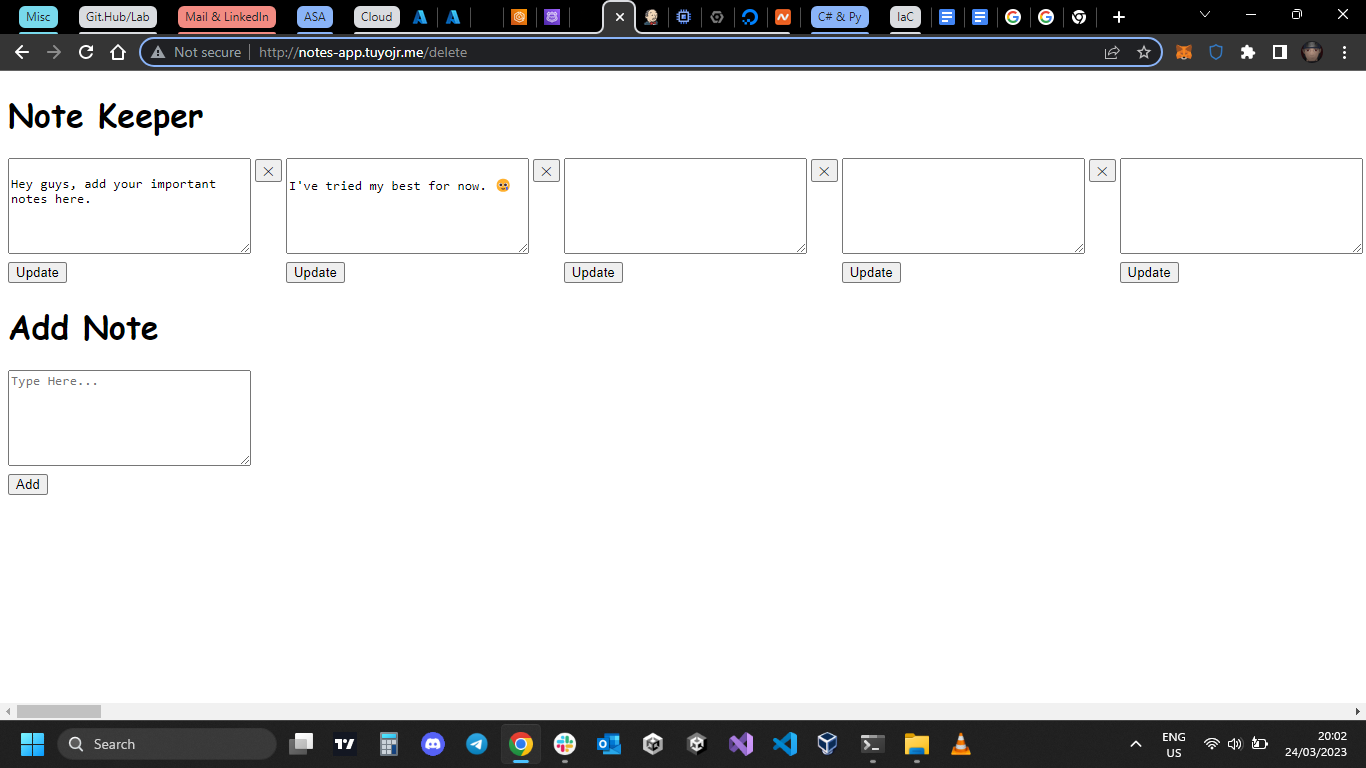 Misc Git.Hub/Lab Mail & LinkedIn ASA Cloud C# & Py IaC
Not secure http://notes-app.tuyojr.me/delete
Note Keeper
Hey guys, add your important
notes here.
I've tried my best for now. 🥲
Update Update Update Update Update
Add Note
Type Here...
Add
Search
ENG
US
20:02
24/03/2023